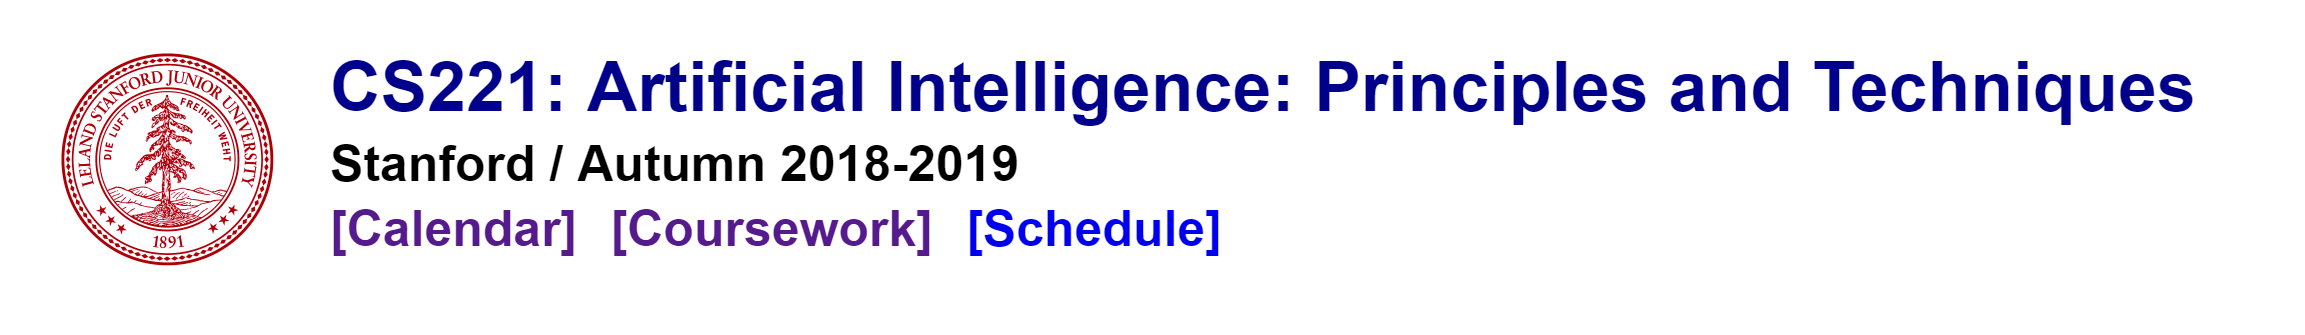 LELAND STANFORD JUNIOR UNIVERSITY
DIE LUFT DER FREIHEIT WEHT
1891
CS221: Artificial Intelligence: Principles and Techniques
Stanford / Autumn 2018-2019
[Calendar] [Coursework] [Schedule]